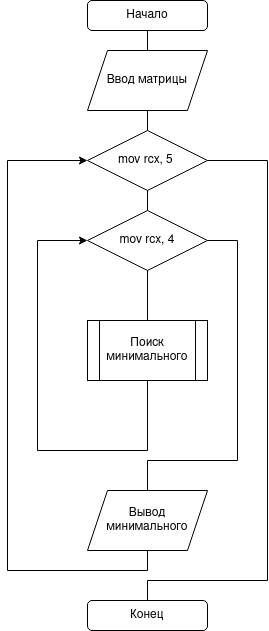 Начало
Ввод матрицы
mov rcx, 5
mov rcx, 4
Поиск
минимального
Вывод
минимального
Конец